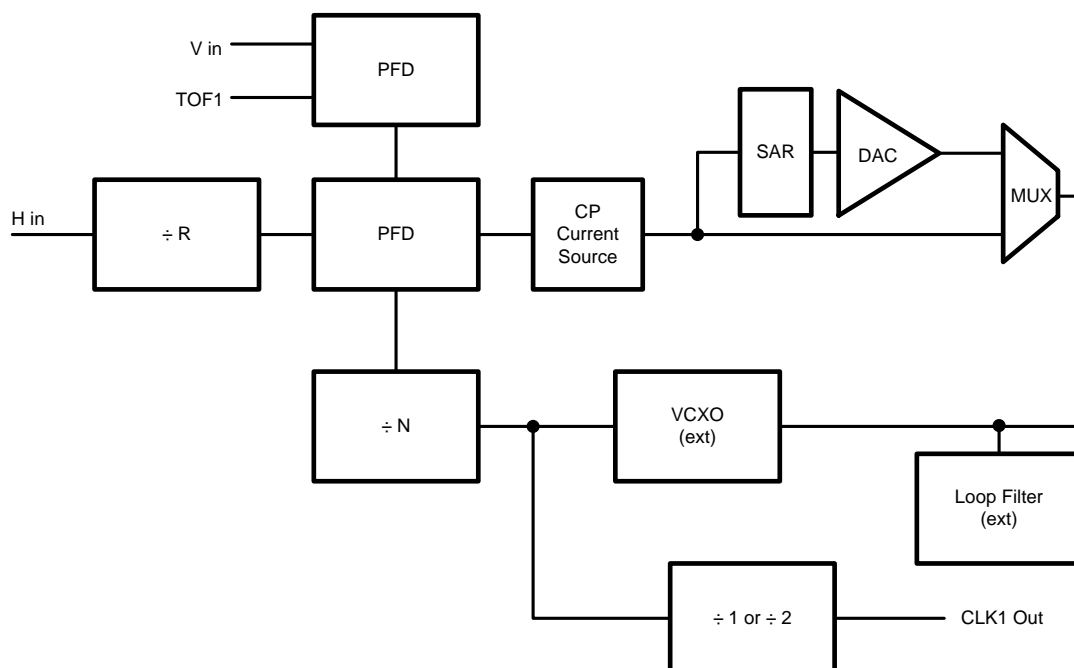 V in
TOF1
PFD
SAR
DAC
MUX
H in
÷ R
PFD
CP
Current
Source
÷ N
VCXO
(ext)
Loop Filter
(ext)
÷ 1 or ÷ 2
CLK1 Out